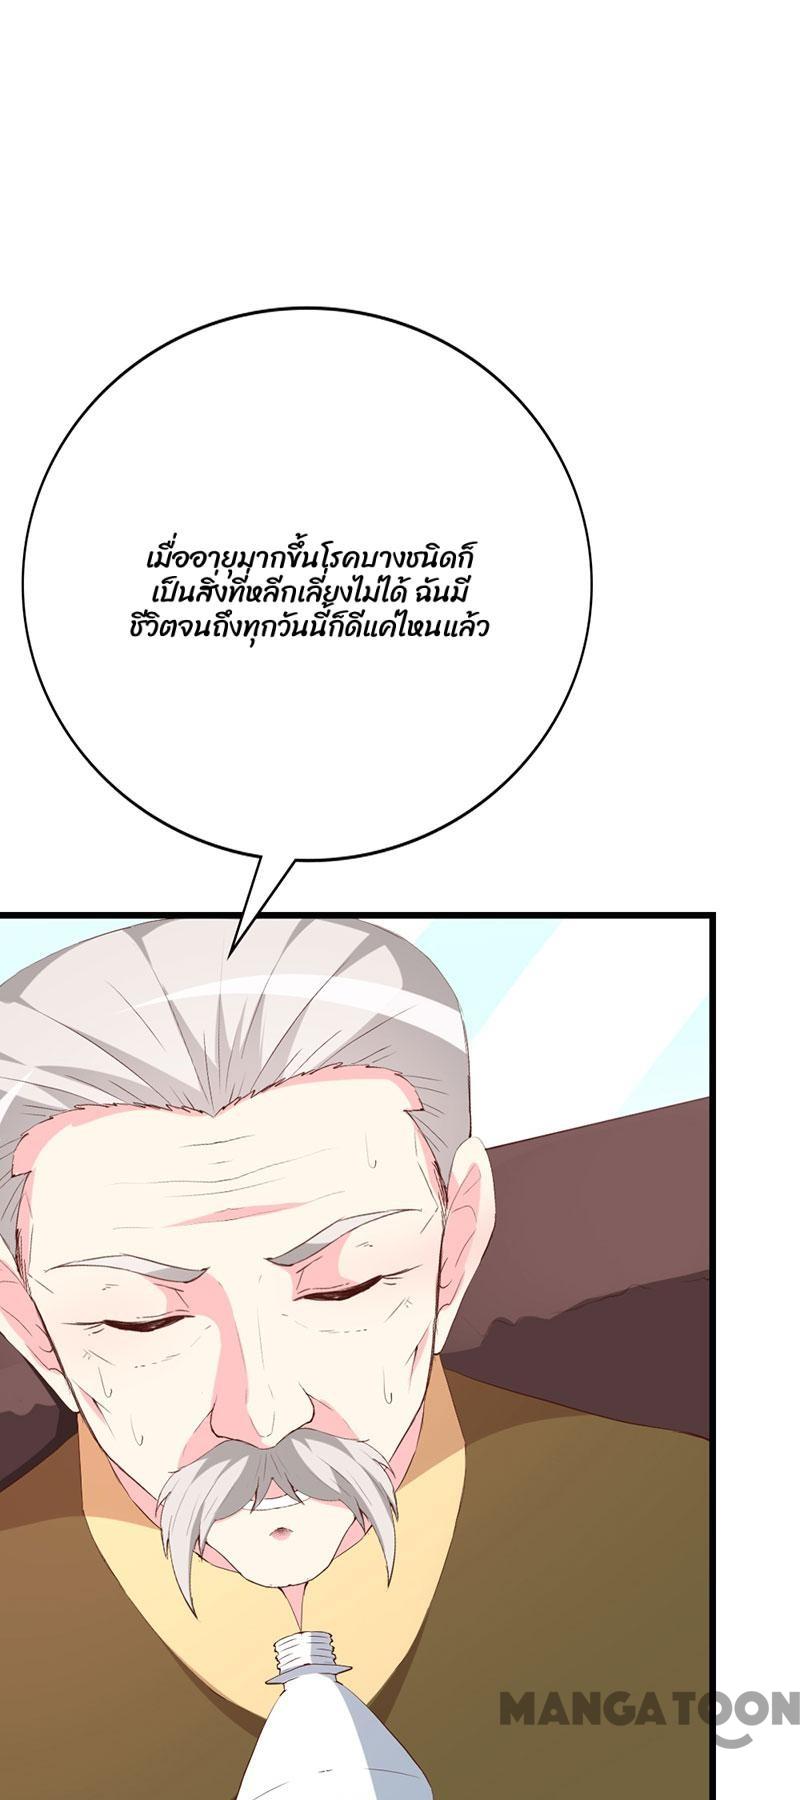 เมื่ออายุมากขึ้นโรคบางชนิดก็
เป็นสิ่งที่หลีกเลี่ยงไม่ได้ ฉันมี
ชีวิตจนถึงทุกวันนี้ก็ดีแค่ไหนแล้ว
MANGATOON